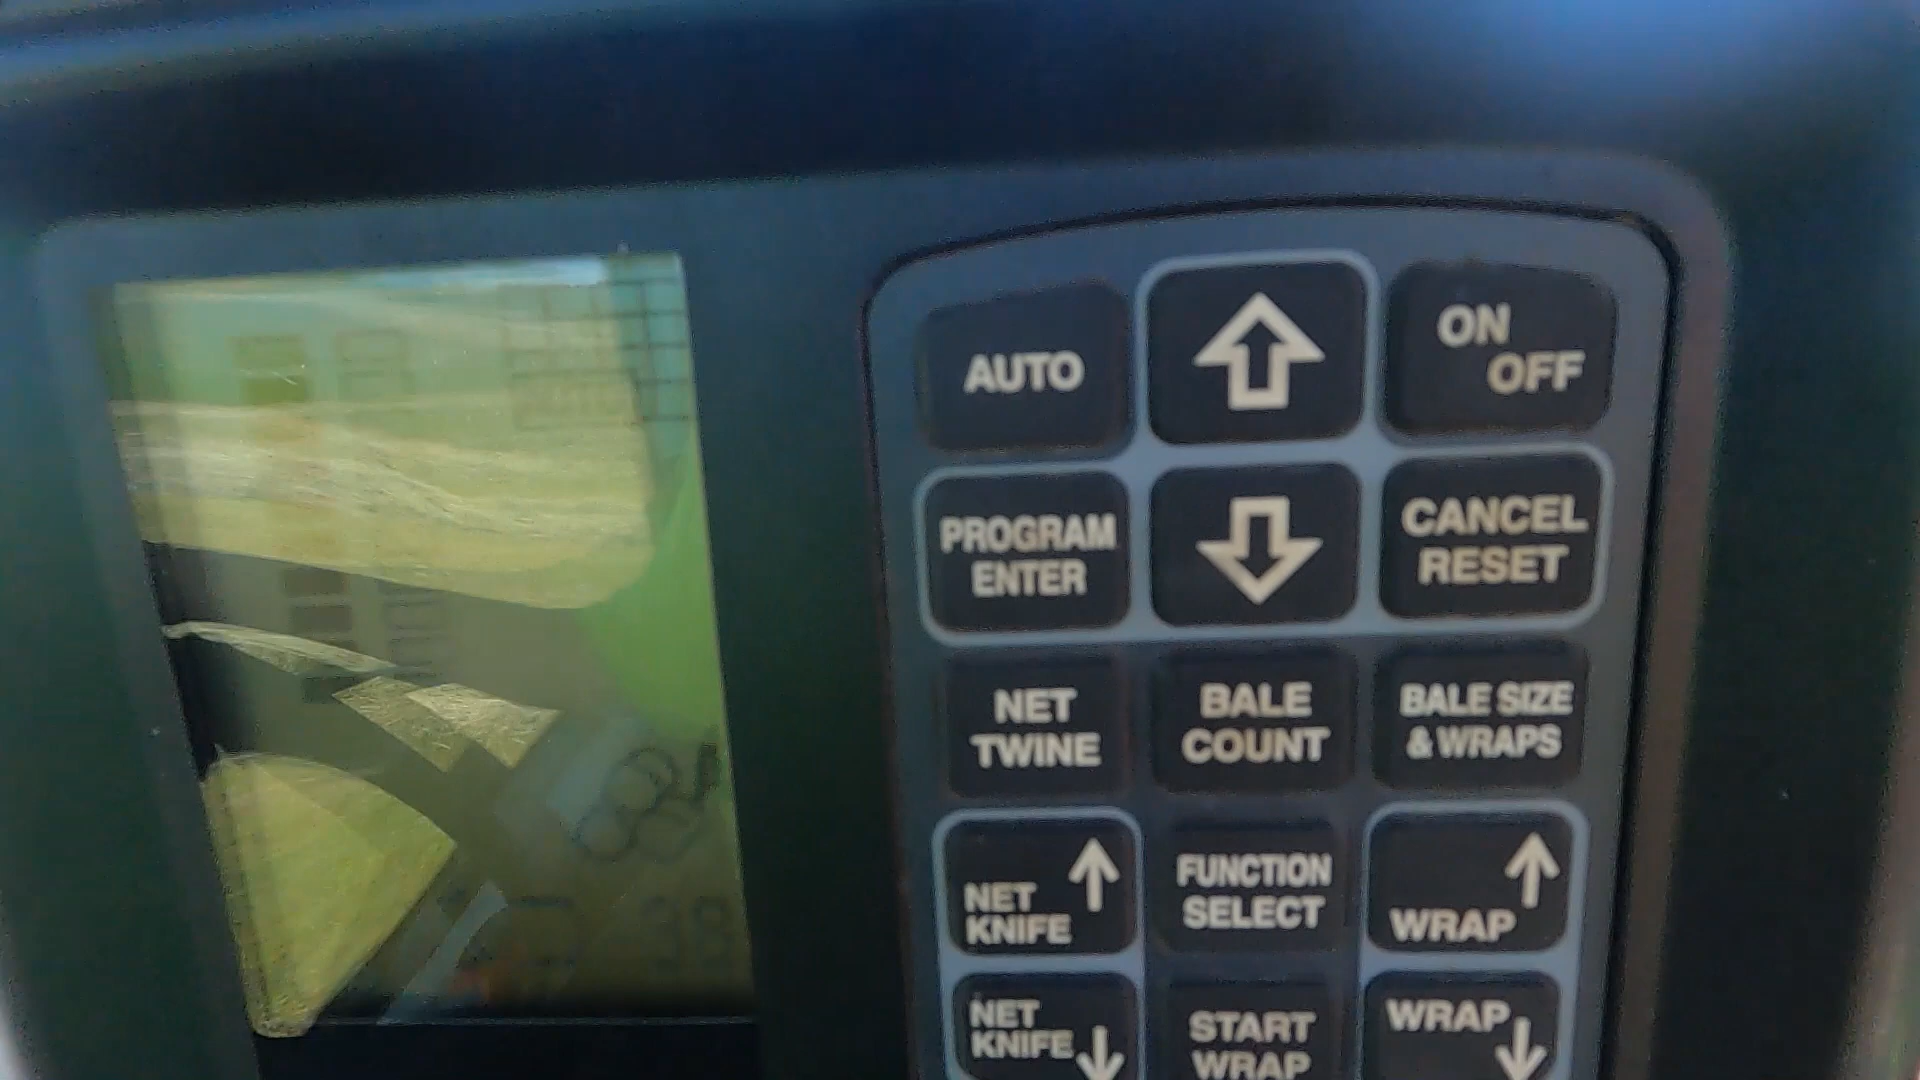 AUTO
ON
OFF
PROGRAM
ENTER
CANCEL
RESET
NET
TWINE
BALE
COUNT
BALE SIZE
& WRAPS
NET
KNIFE
FUNCTION
SELECT
WRAP
NET
KNIFE
START
WRAP
WRAP
38